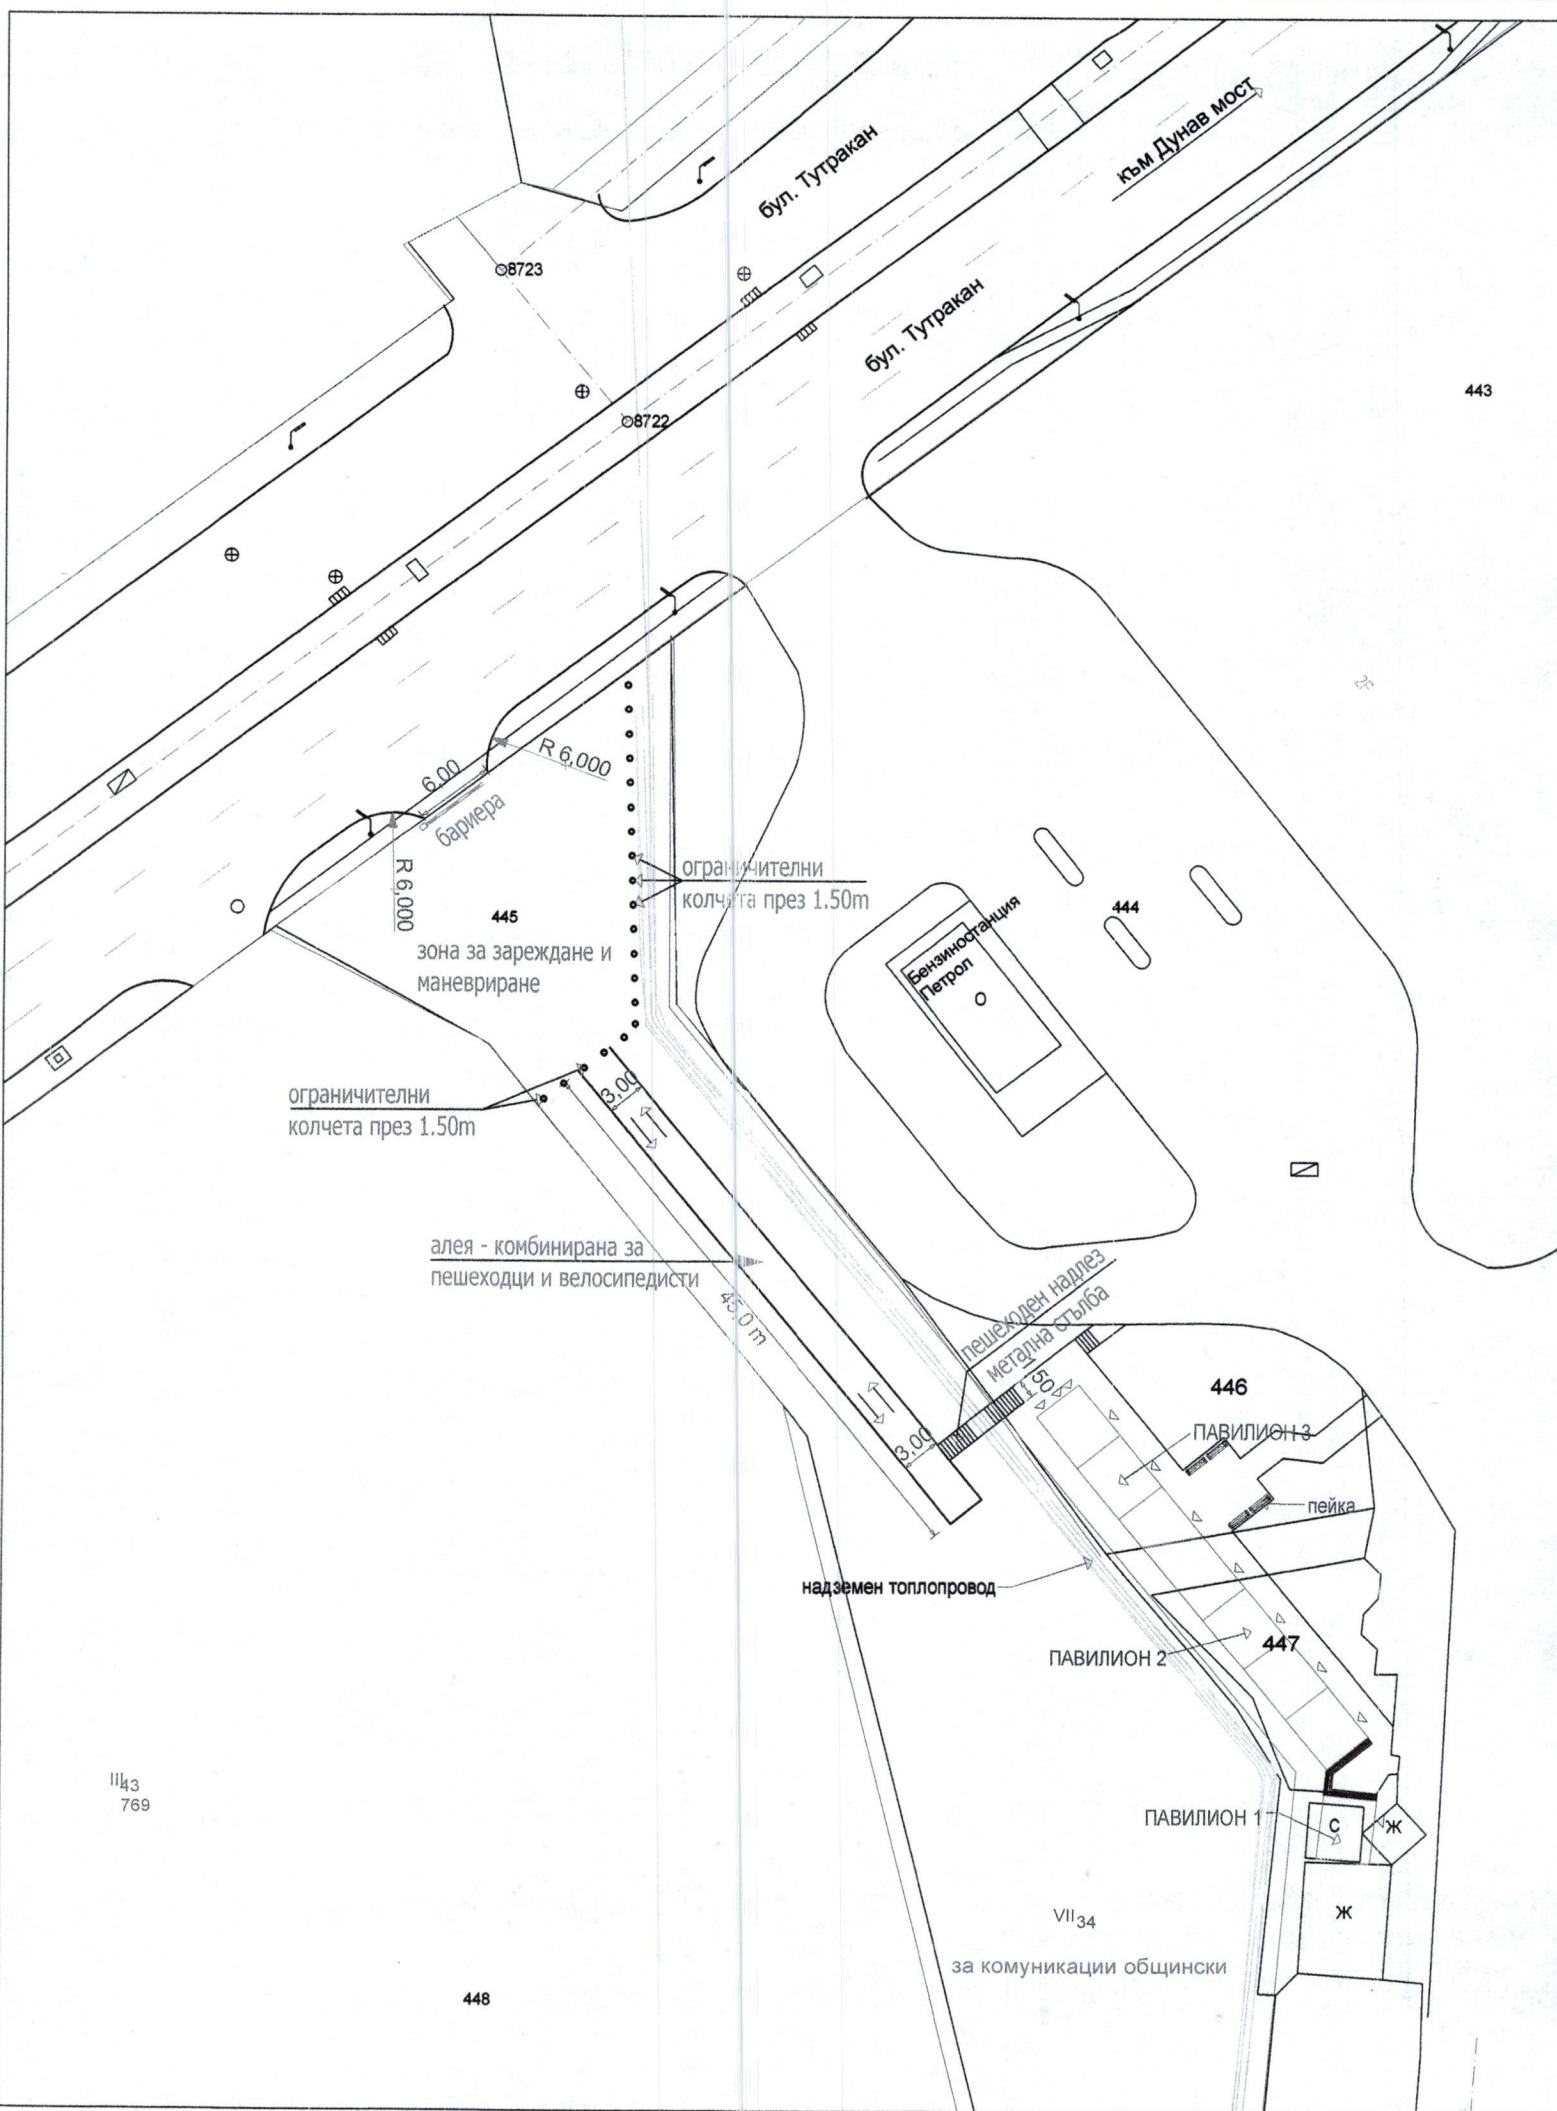 бул. Тутракан
към Дунав мост
8723
бул. Тутракан
8722
443
R 6,000
6,00
бариера
R 6,000
ограничителни
колчета през 1.50m
445
зона за зареждане и
маневриране
444
Бензиностанция
Петрол
ограничителни
колчета през 1.50m
3,00
алея - комбинирана за
пешеходци и велосипедисти
45,0 m
пешеходен надлез
метална стълба
1,50
446
ПАВИЛИОН 3
3,00
пейка
надземен топлопровод
447
ПАВИЛИОН 2
III43
769
ПАВИЛИОН 1
С
Ж
Ж
VII34
за комуникации общински
448